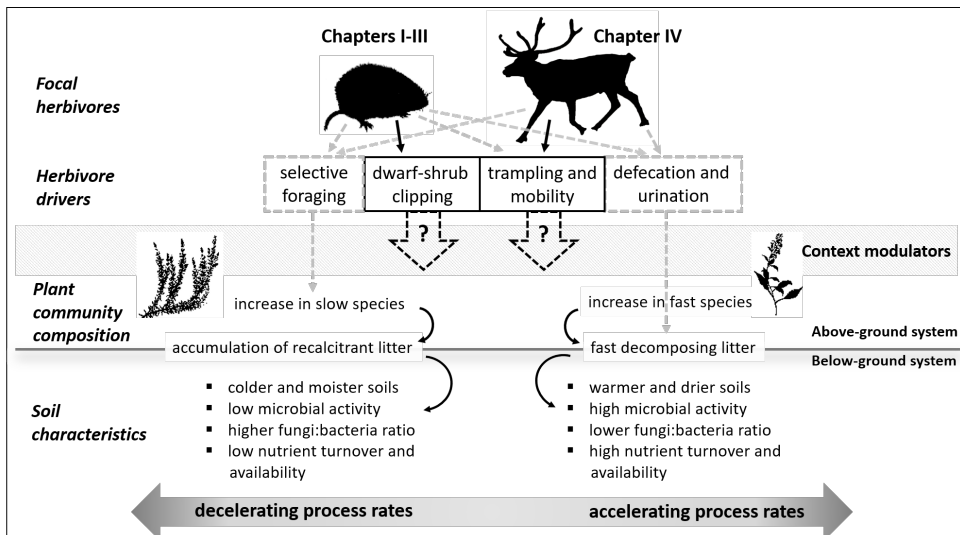 Chapters I-III
Chapter IV
Focal
herbivores
Herbivore
drivers
selective
foraging
dwarf-shrub
clipping
trampling and
mobility
defecation and
urination
?
?
Context modulators
Plant
community
composition
increase in slow species
increase in fast species
Above-ground system
accumulation of recalcitrant litter
fast decomposing litter
Below-ground system
Soil
characteristics
▪ colder and moister soils
▪ low microbial activity
▪ higher fungi:bacteria ratio
▪ low nutrient turnover and
availability
▪ warmer and drier soils
▪ high microbial activity
▪ lower fungi:bacteria ratio
▪ high nutrient turnover and
availability
decelerating process rates
accelerating process rates